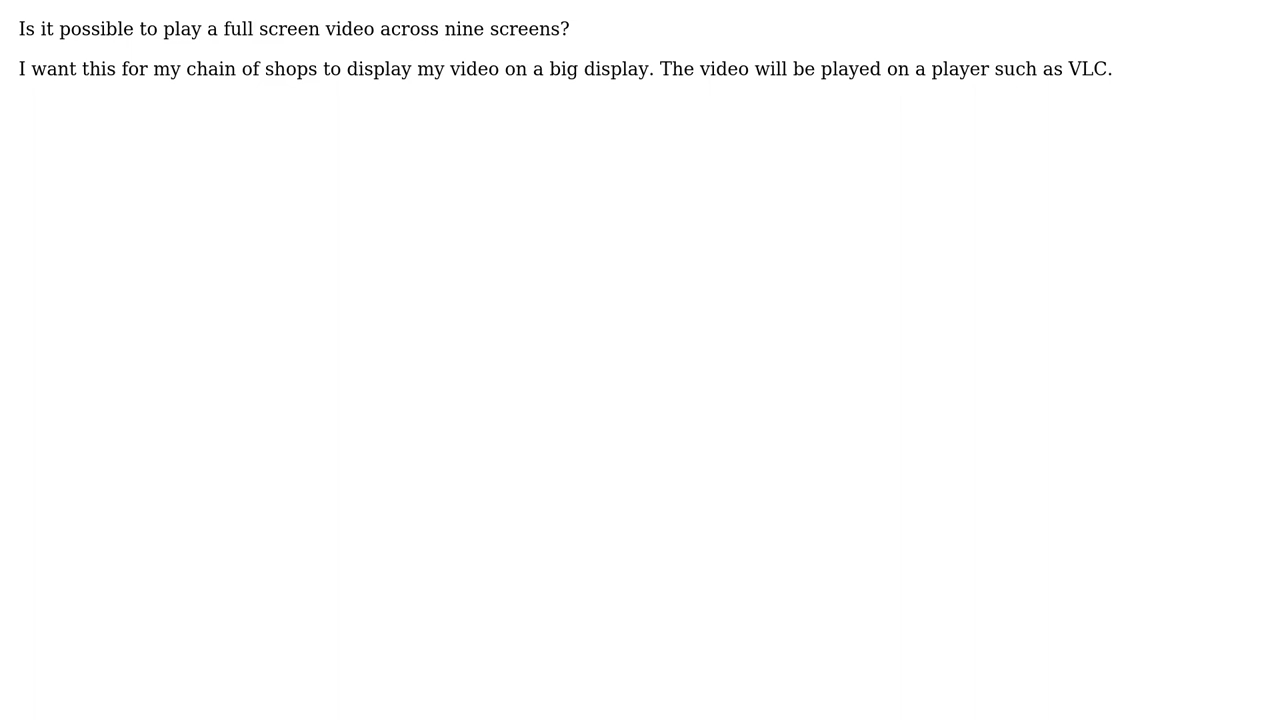 Is it possible to play a full screen video across nine screens?
I want this for my chain of shops to display my video on a big display. The video will be played on a player such as VLC.